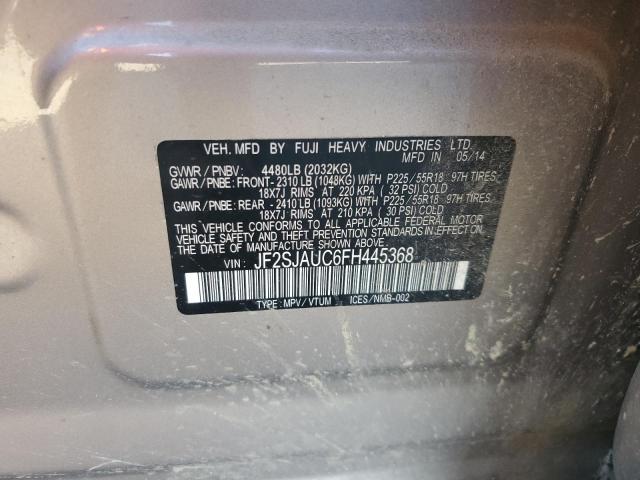 VEH. MFD BY FUJI HEAVY INDUSTRIES LTD.
MFD IN 05/14
GVWR / PNBV: 4480LB (2032KG)
GAWR / PNBE: FRONT- 2310 LB (1048KG) WITH P225/55R18 97H TIRES
18X7J RIMS AT 220 KPA ( 32 PSI) COLD
GAWR / PNBE: REAR - 2410 LB (1093KG) WITH P225/55R18 97H TIRES
18X7J RIMS AT 210 KPA ( 30 PSI) COLD
THIS VEHICLE CONFORMS TO ALL APPLICABLE FEDERAL MOTOR
VEHICLE SAFETY AND THEFT PREVENTION STANDARDS IN
EFFECT ON THE DATE OF MANUFACTURE SHOWN ABOVE.
VIN: JF2SJAUC6FH445368
TYPE: MPV/ VTUM ICES/NMB-002